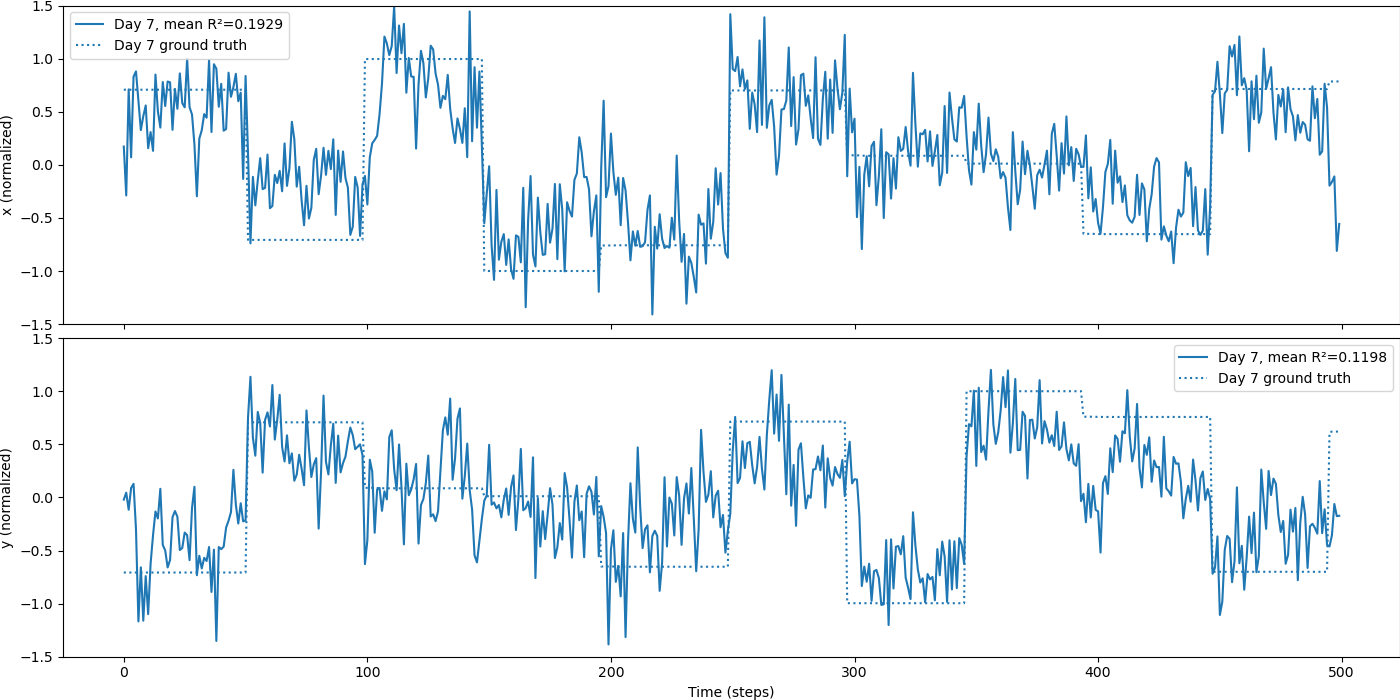 1.5
1.0
0.5
0.0
−0.5
−1.0
−1.5
x (normalized)
Day 7, mean R²=0.1929
Day 7 ground truth
1.5
1.0
0.5
0.0
−0.5
−1.0
−1.5
y (normalized)
Day 7, mean R²=0.1198
Day 7 ground truth
0 100 200 300 400 500
Time (steps)